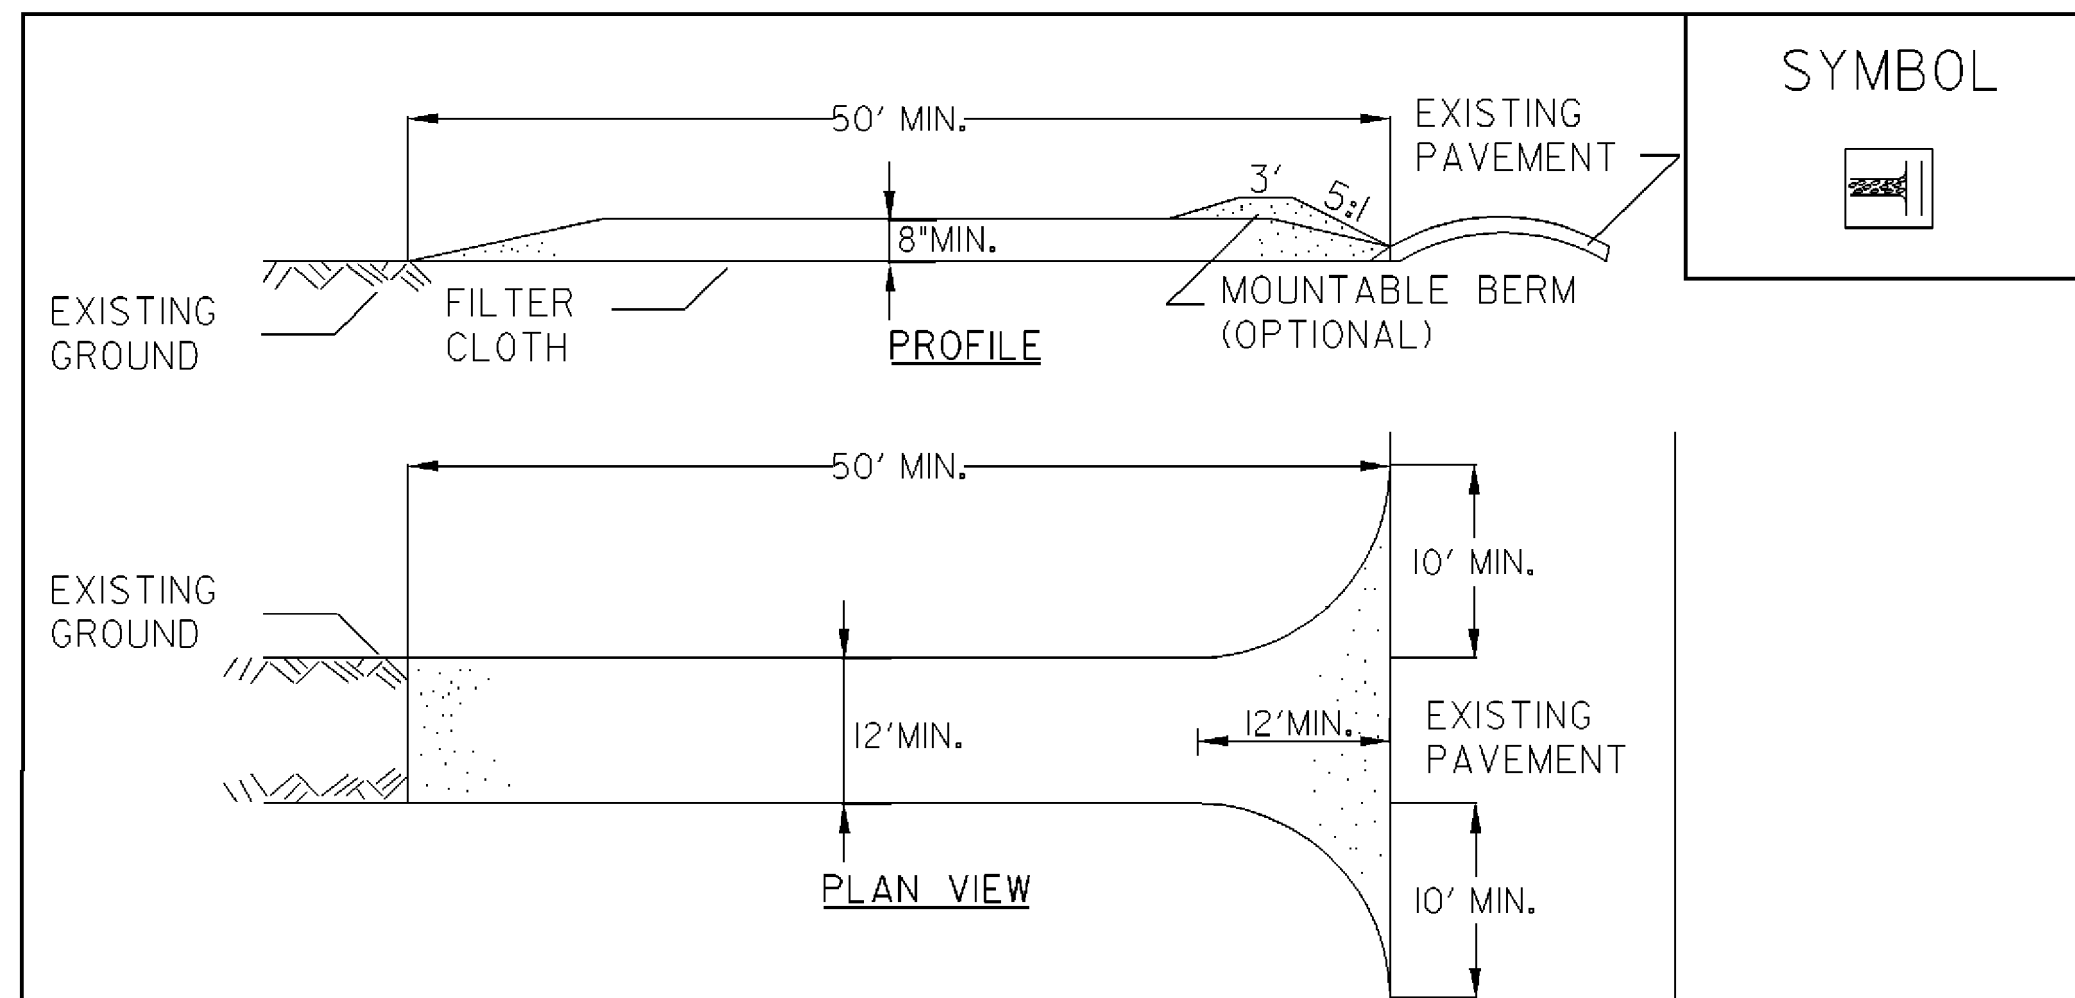 SYMBOL
50' MIN.
EXISTING
PAVEMENT
3'
5:1
8"MIN.
EXISTING
GROUND
FILTER
CLOTH
MOUNTABLE BERM
(OPTIONAL)
PROFILE
50' MIN.
10' MIN.
EXISTING
GROUND
12'MIN.
12'MIN.
EXISTING
PAVEMENT
PLAN VIEW
10' MIN.